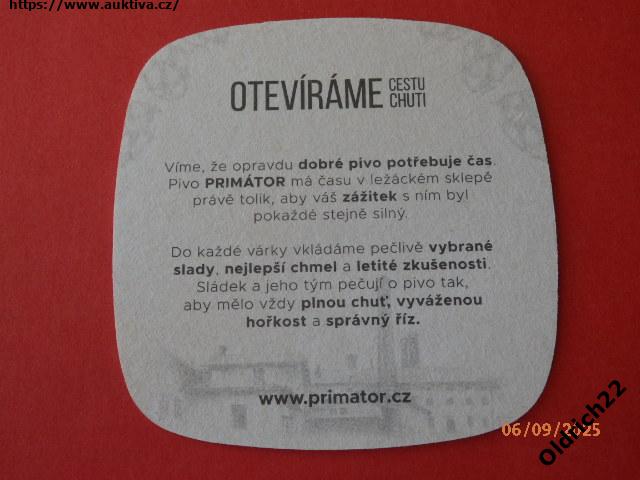 https://www.auktiva.cz/
OTEVÍRÁME CESTU CHUTI
Víme, že opravdu dobré pivo potřebuje čas.
Pivo PRIMÁTOR má času v ležáckém sklepě
právě tolik, aby váš zážitek s ním byl
pokaždé stejně silný.
Do každé várky vkládáme pečlivě vybrané
slady, nejlepší chmel a letité zkušenosti.
Sládek a jeho tým pečují o pivo tak,
aby mělo vždy plnou chuť, vyváženou
hořkost a správný říz.
www.primator.cz
06/09/2025
Oldrich22